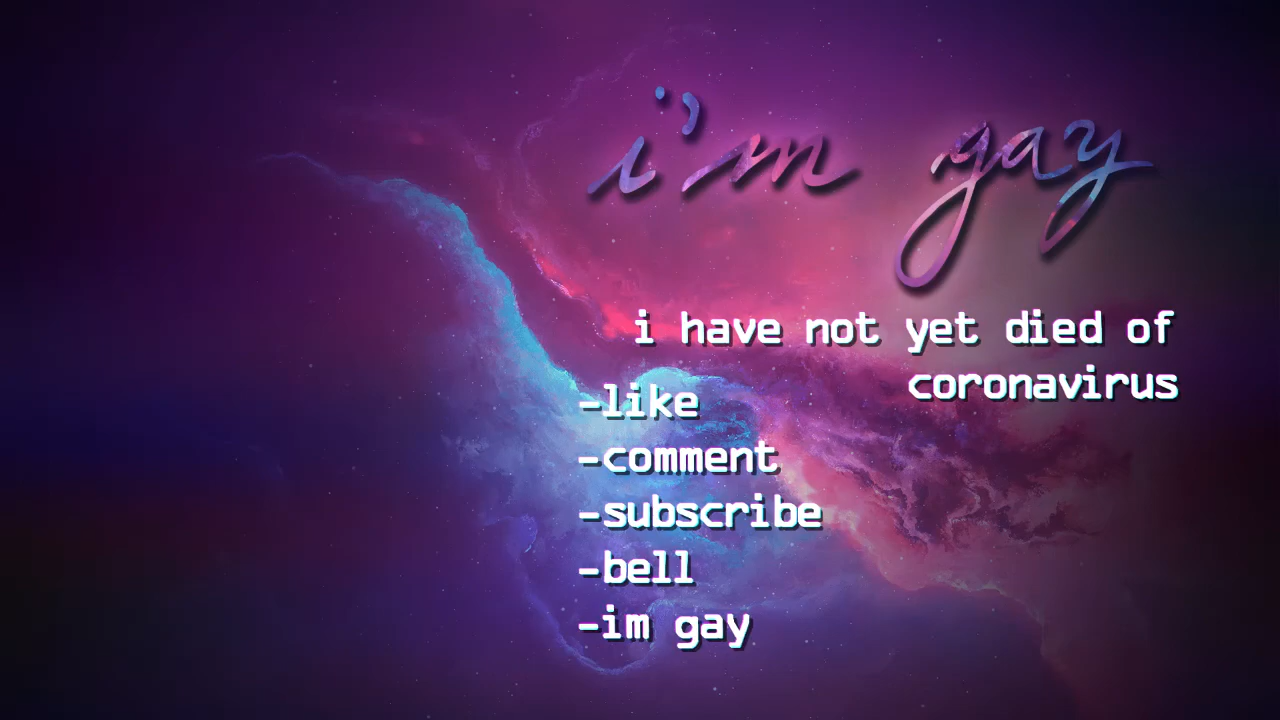 i'm gay
i have not yet died of
coronavirus
-like
-comment
-subscribe
-bell
-im gay